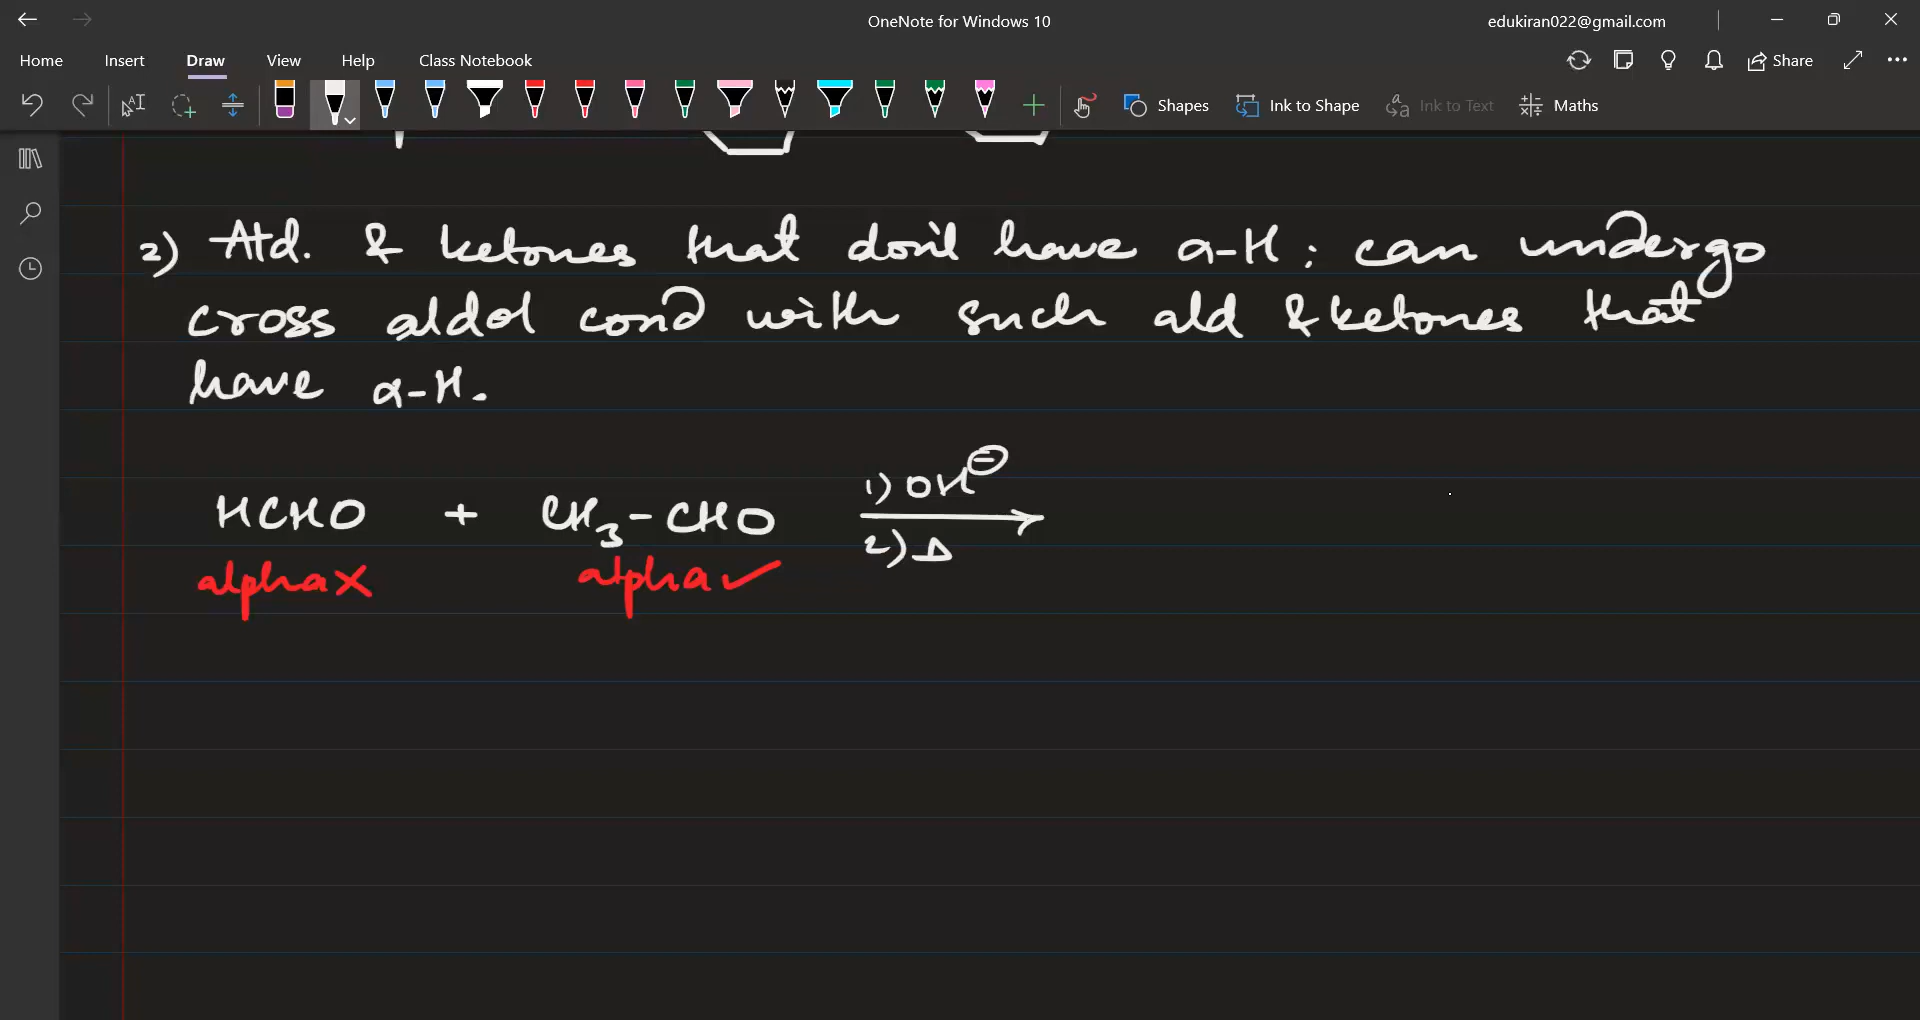 OneNote for Windows 10
edukiran022@gmail.com
Home Insert Draw View Help Class Notebook Share
Shapes Ink to Shape Ink to Text Maths
2) Ald. & ketones that don't have α-H : can undergo
cross aldol cond with such ald & ketones that
have α-H.
HCHO + CH₃-CHO 1) OH⊖ 2) Δ →
alpha ✗ alpha ✓